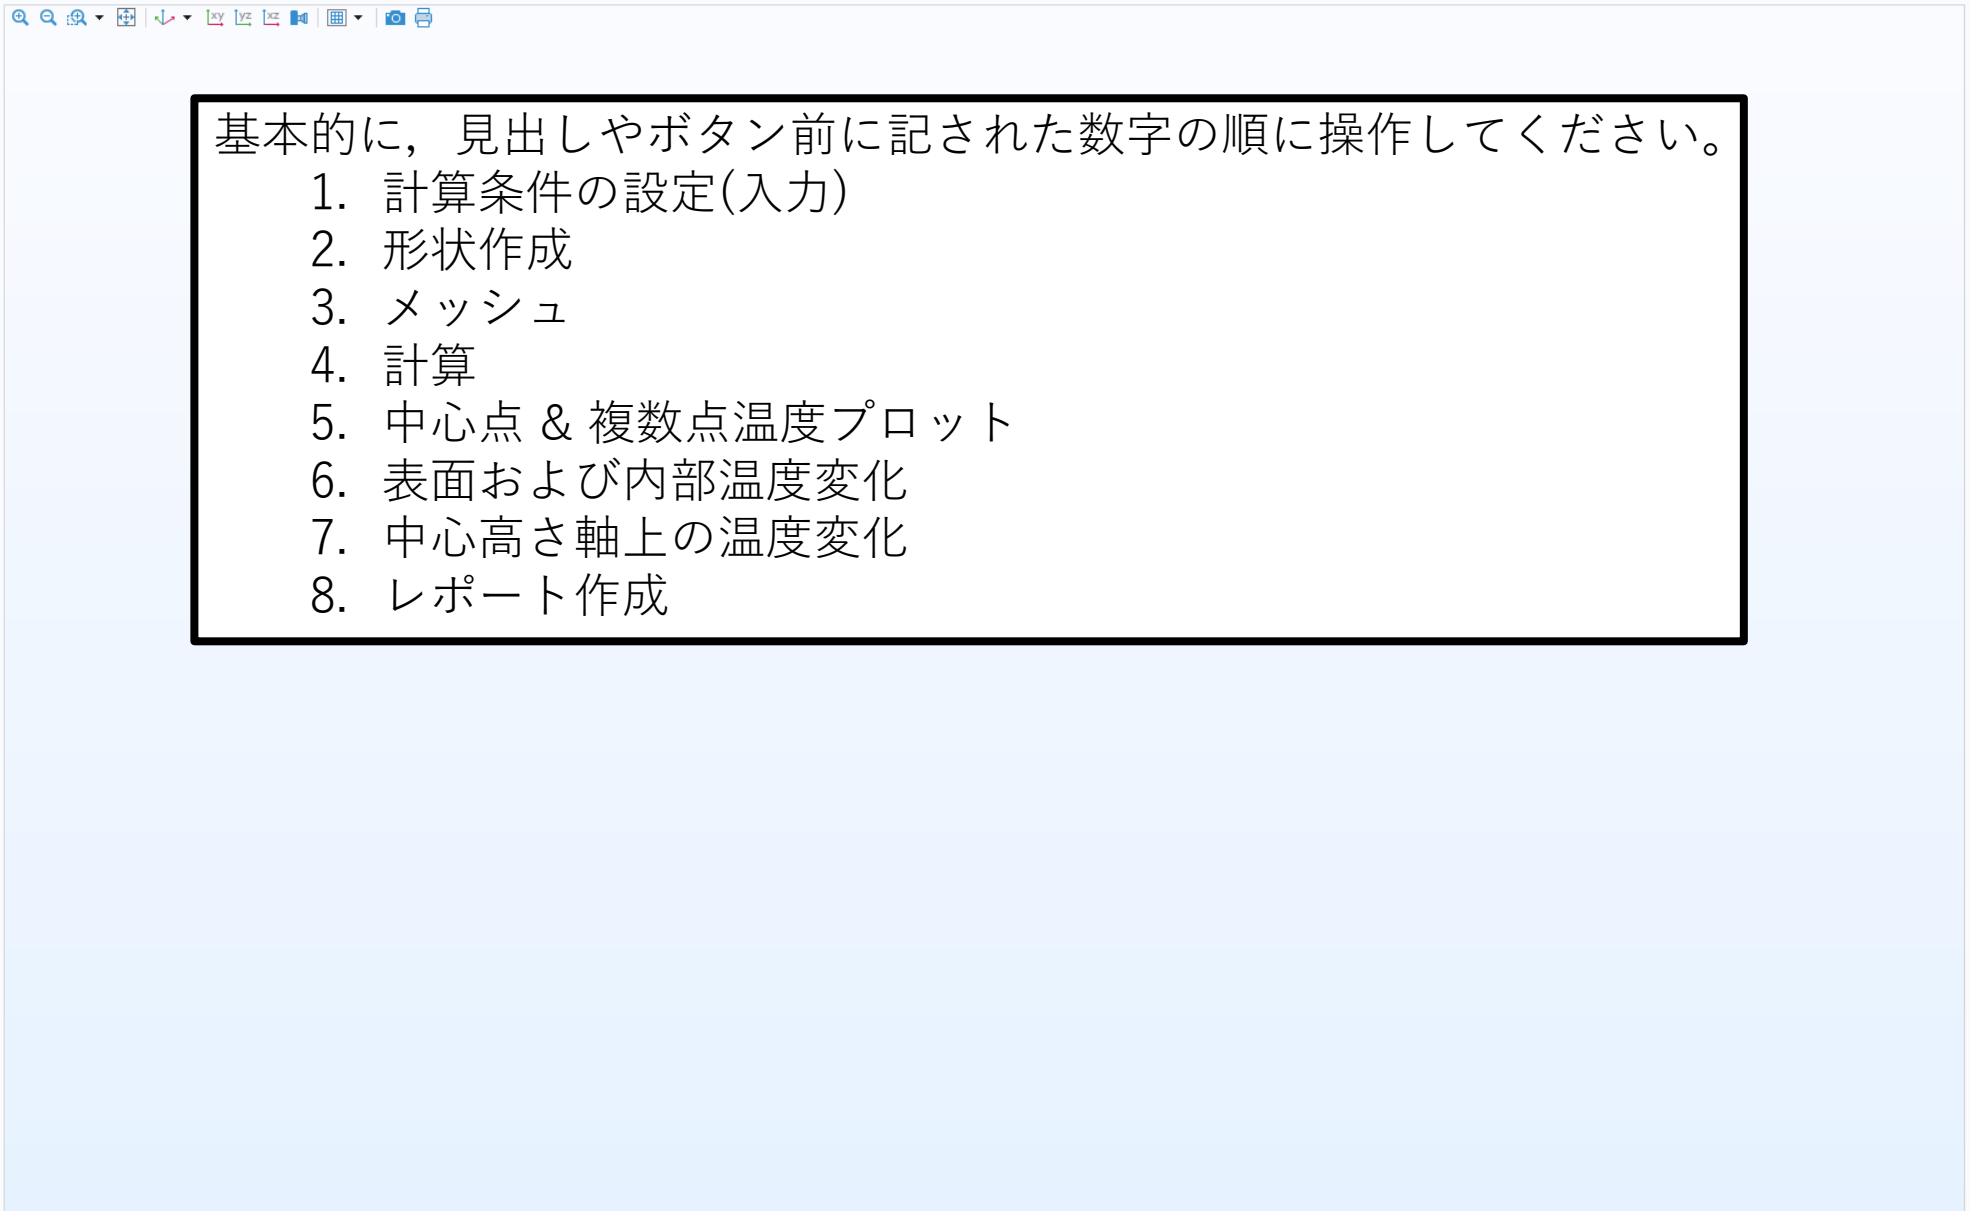 xy yz xz
基本的に，見出しやボタン前に記された数字の順に操作してください。
1. 計算条件の設定(入力)
2. 形状作成
3. メッシュ
4. 計算
5. 中心点 & 複数点温度プロット
6. 表面および内部温度変化
7. 中心高さ軸上の温度変化
8. レポート作成